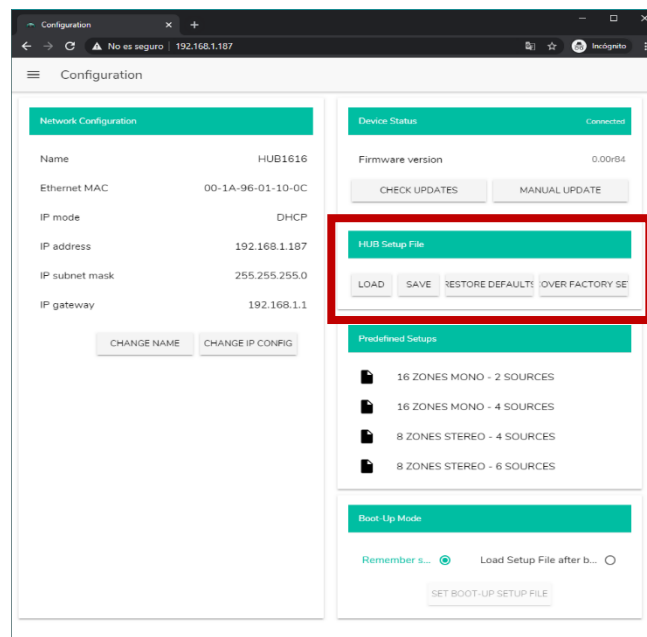 Configuration
No es seguro | 192.168.1.187
Incógnito
Configuration
Network Configuration
Name HUB1616
Ethernet MAC 00-1A-96-01-10-0C
IP mode DHCP
IP address 192.168.1.187
IP subnet mask 255.255.255.0
IP gateway 192.168.1.1
CHANGE NAME CHANGE IP CONFIG
Device Status Connected
Firmware version 0.00r84
CHECK UPDATES MANUAL UPDATE
HUB Setup File
LOAD SAVE RESTORE DEFAULTS OVER FACTORY SE
Predefined Setups
16 ZONES MONO - 2 SOURCES
16 ZONES MONO - 4 SOURCES
8 ZONES STEREO - 4 SOURCES
8 ZONES STEREO - 6 SOURCES
Boot-Up Mode
Remember s... Load Setup File after b...
SET BOOT-UP SETUP FILE